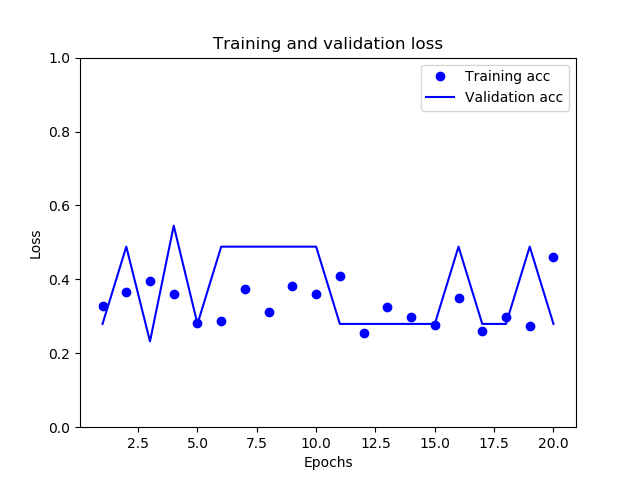 Training and validation loss
1.0
0.8
0.6
0.4
0.2
0.0
Loss
Training acc
Validation acc
2.5 5.0 7.5 10.0 12.5 15.0 17.5 20.0
Epochs